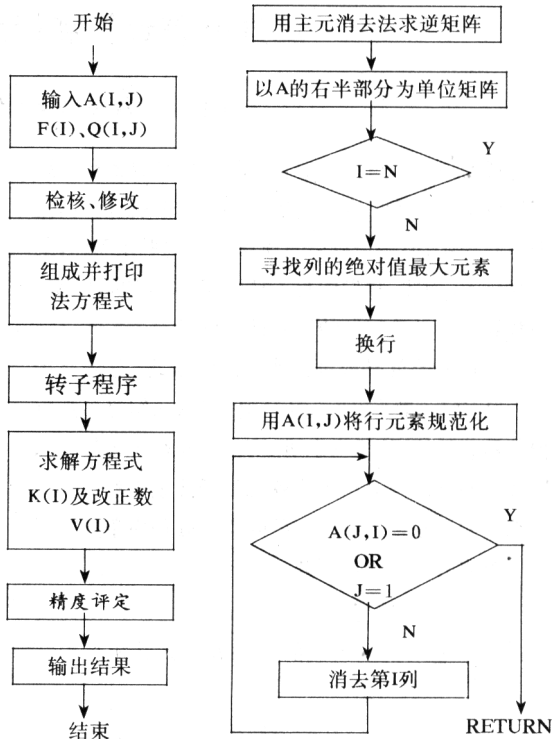 开始
输入A(I,J)
F(I)、Q(I,J)
检核、修改
组成并打印
法方程式
转子程序
求解方程式
K(I)及改正数
V(I)
精度评定
输出结果
结束
用主元消去法求逆矩阵
以A的右半部分为单位矩阵
I=N
Y
N
寻找列的绝对值最大元素
换行
用A(I,J)将行元素规范化
A(J,I)=0
OR
J=1
Y
N
消去第I列
RETURN